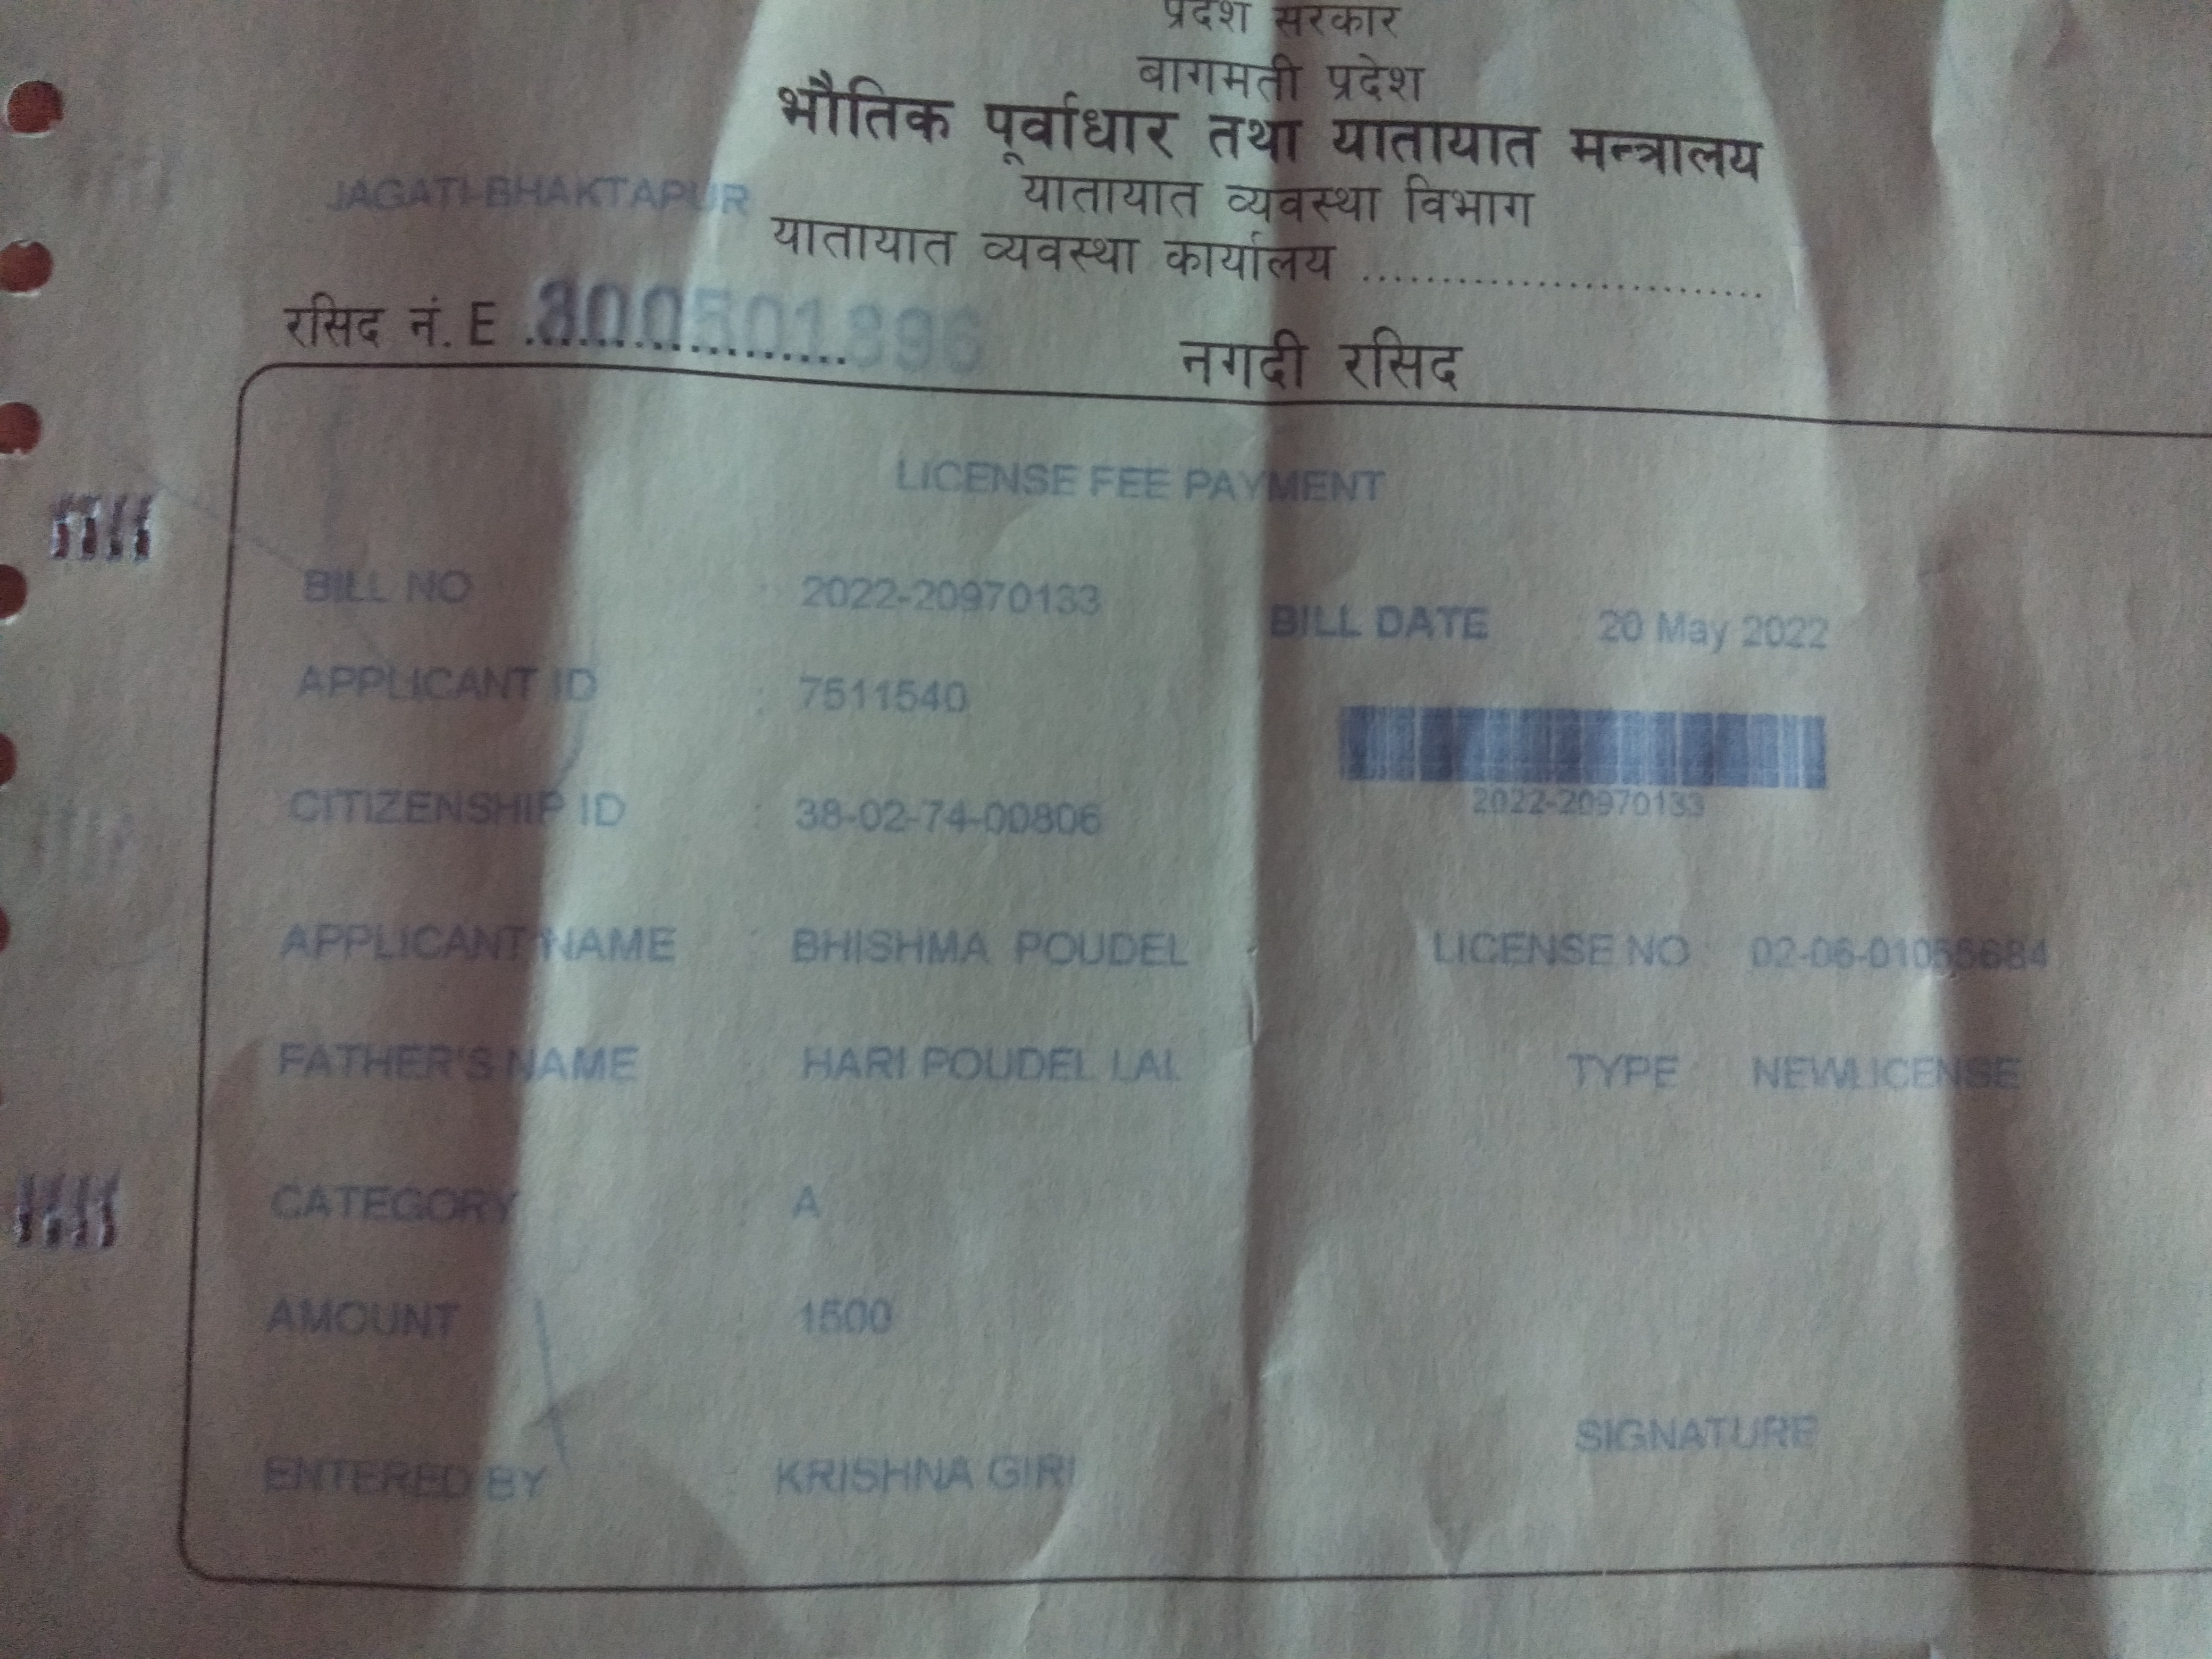 प्रदेश सरकार
बागमती प्रदेश
भौतिक पूर्वाधार तथा यातायात मन्त्रालय
JAGATI-BHAKTAPUR यातायात व्यवस्था विभाग
यातायात व्यवस्था कार्यालय ..............................
रसिद नं. E 300501396
नगदी रसिद
LICENSE FEE PAYMENT
BILL NO : 2022-20970133 BILL DATE 20 May 2022
APPLICANT ID : 7511540
2022-20970133
CITIZENSHIP ID : 38-02-74-00806
APPLICANT NAME : BHISHMA POUDEL LICENSE NO 02-06-01055684
FATHER'S NAME : HARI POUDEL LAL TYPE NEWLICENSE
CATEGORY : A
AMOUNT : 1500
SIGNATURE
ENTERED BY : KRISHNA GIRI